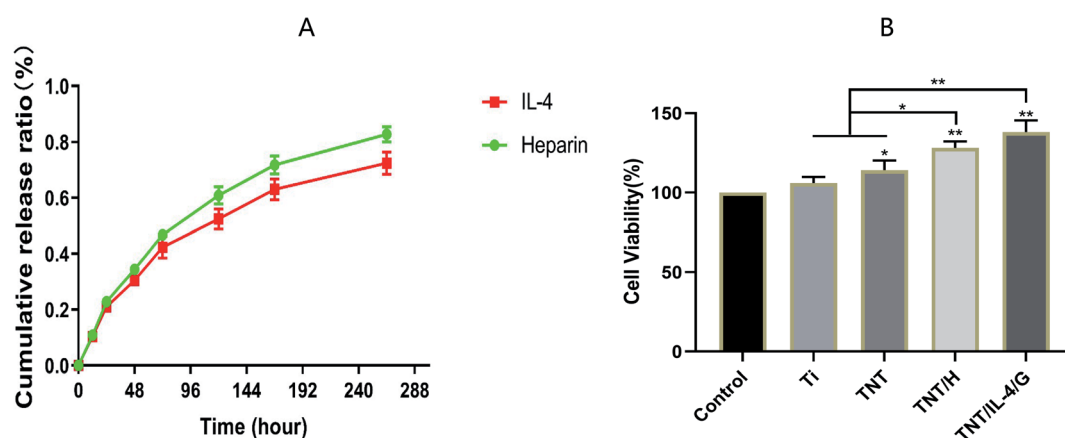 A
Cumulative release ratio(%)
1.0
0.8
0.6
0.4
0.2
0.0
0 48 96 144 192 240 288
Time (hour)
IL-4
Heparin
B
Cell Viability(%)
150
100
50
0
**
*
*
**
**
Control
Ti
TNT
TNT/H
TNT/IL-4/G